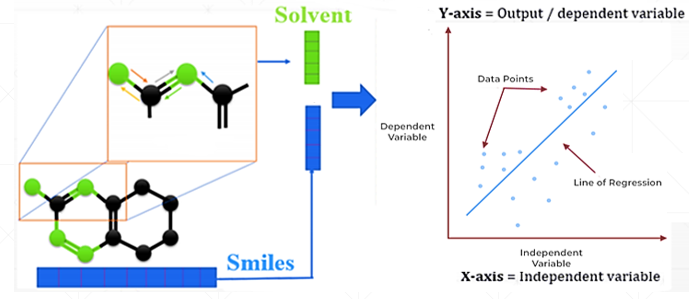 Solvent
Smiles
Y-axis = Output / dependent variable
Data Points
Dependent
Variable
Line of Regression
Independent
Variable
X-axis = Independent variable